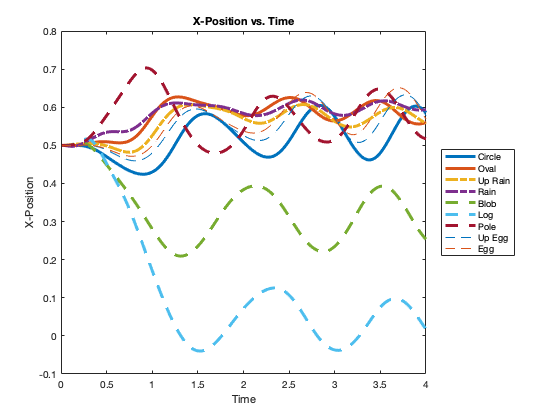 X-Position vs. Time
0.8
0.7
0.6
0.5
0.4
0.3
0.2
0.1
0
-0.1
X-Position
0
0.5
1
1.5
2
2.5
3
3.5
4
Time
Circle
Oval
Up Rain
Rain
Blob
Log
Pole
Up Egg
Egg